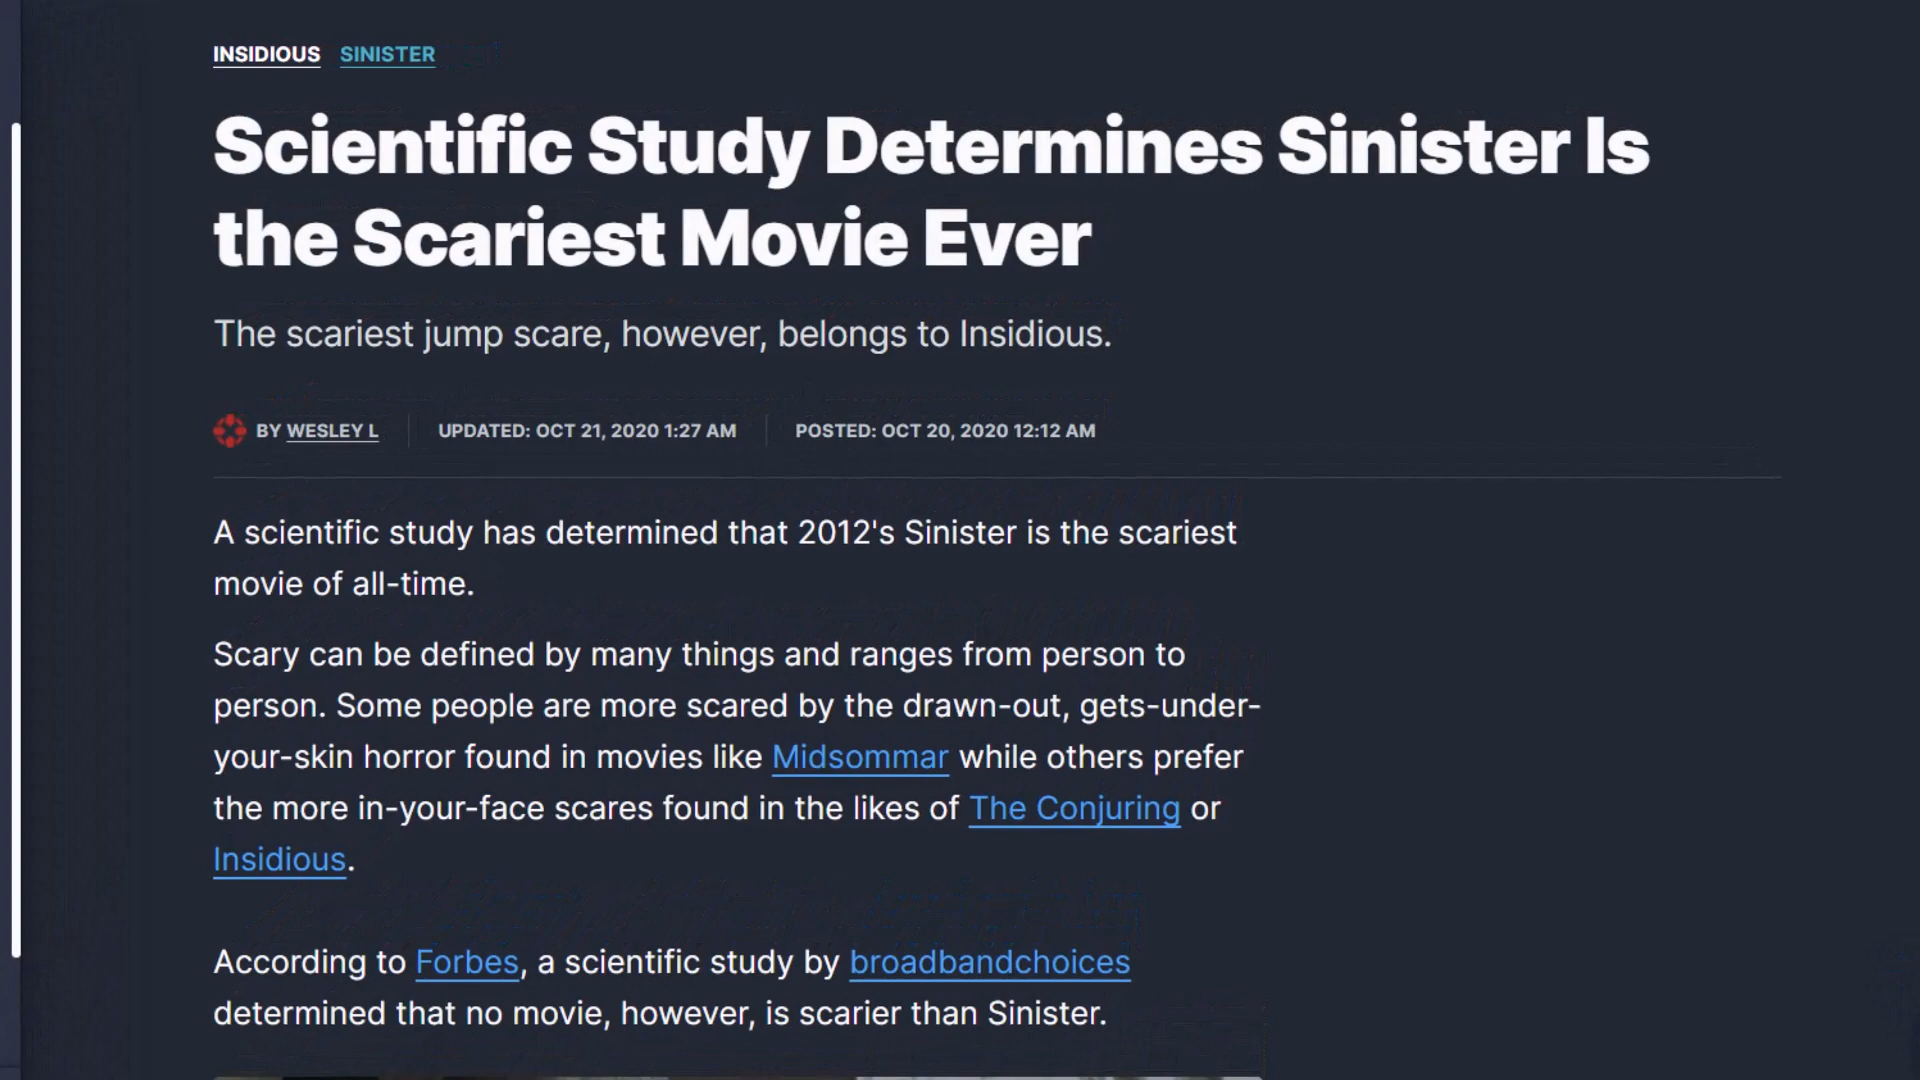 INSIDIOUS SINISTER
Scientific Study Determines Sinister Is
the Scariest Movie Ever
The scariest jump scare, however, belongs to Insidious.
BY WESLEY L UPDATED: OCT 21, 2020 1:27 AM POSTED: OCT 20, 2020 12:12 AM
A scientific study has determined that 2012's Sinister is the scariest
movie of all-time.
Scary can be defined by many things and ranges from person to
person. Some people are more scared by the drawn-out, gets-under-
your-skin horror found in movies like Midsommar while others prefer
the more in-your-face scares found in the likes of The Conjuring or
Insidious.
According to Forbes, a scientific study by broadbandchoices
determined that no movie, however, is scarier than Sinister.